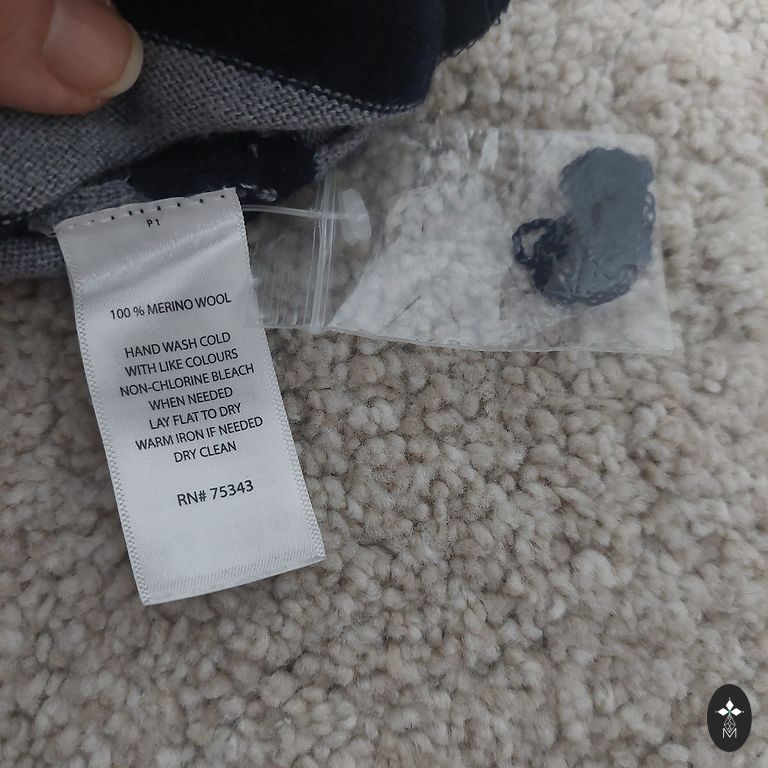 P1
100 % MERINO WOOL
HAND WASH COLD
WITH LIKE COLOURS
NON-CHLORINE BLEACH
WHEN NEEDED
LAY FLAT TO DRY
WARM IRON IF NEEDED
DRY CLEAN
RN# 75343
M